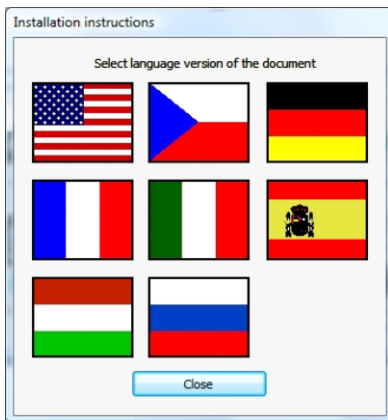 Installation instructions
Select language version of the document
Close